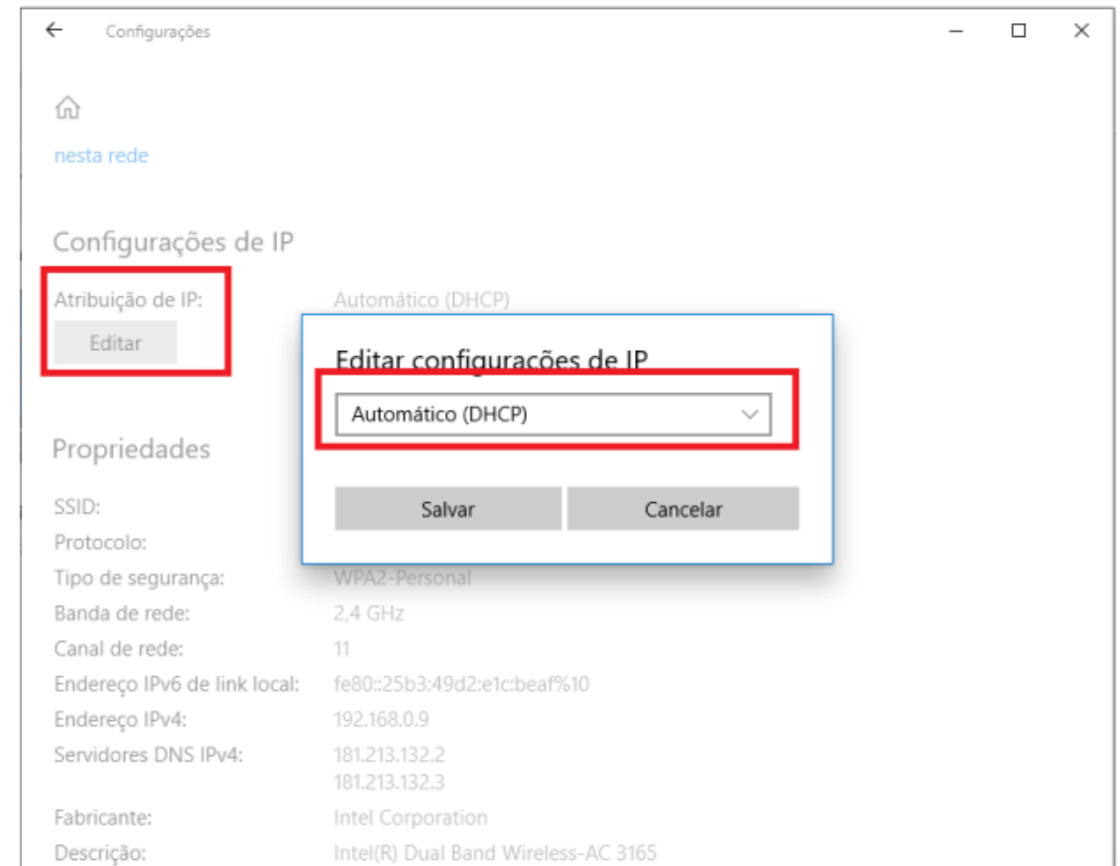 Configurações
nesta rede
Configurações de IP
Atribuição de IP: Automático (DHCP)
Editar
Editar configurações de IP
Automático (DHCP)
Salvar Cancelar
Propriedades
SSID:
Protocolo:
Tipo de segurança: WPA2-Personal
Banda de rede: 2,4 GHz
Canal de rede: 11
Endereço IPv6 de link local: fe80::25b3:49d2:e1c:beaf%10
Endereço IPv4: 192.168.0.9
Servidores DNS IPv4: 181.213.132.2
181.213.132.3
Fabricante: Intel Corporation
Descrição: Intel(R) Dual Band Wireless-AC 3165